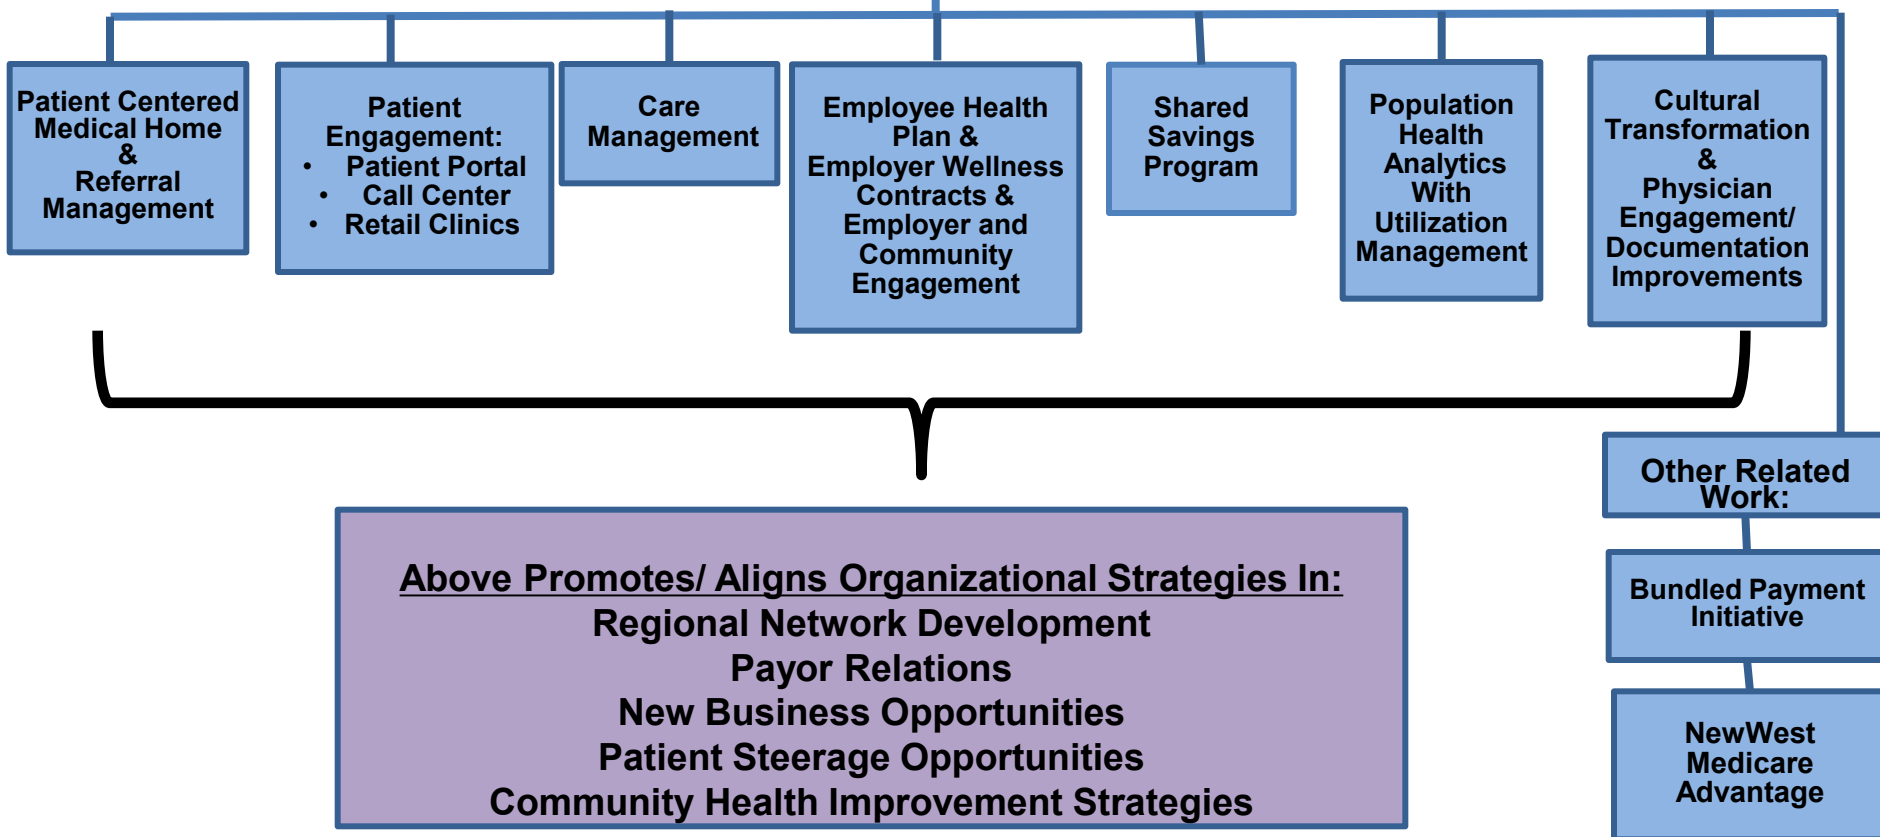 Patient Centered
Medical Home
&
Referral
Management
Patient
Engagement:
• Patient Portal
• Call Center
• Retail Clinics
Care
Management
Employee Health
Plan &
Employer Wellness
Contracts &
Employer and
Community
Engagement
Shared
Savings
Program
Population
Health
Analytics
With
Utilization
Management
Cultural
Transformation
&
Physician
Engagement/
Documentation
Improvements
Above Promotes/ Aligns Organizational Strategies In:
Regional Network Development
Payor Relations
New Business Opportunities
Patient Steerage Opportunities
Community Health Improvement Strategies
Other Related
Work:
Bundled Payment
Initiative
NewWest
Medicare
Advantage